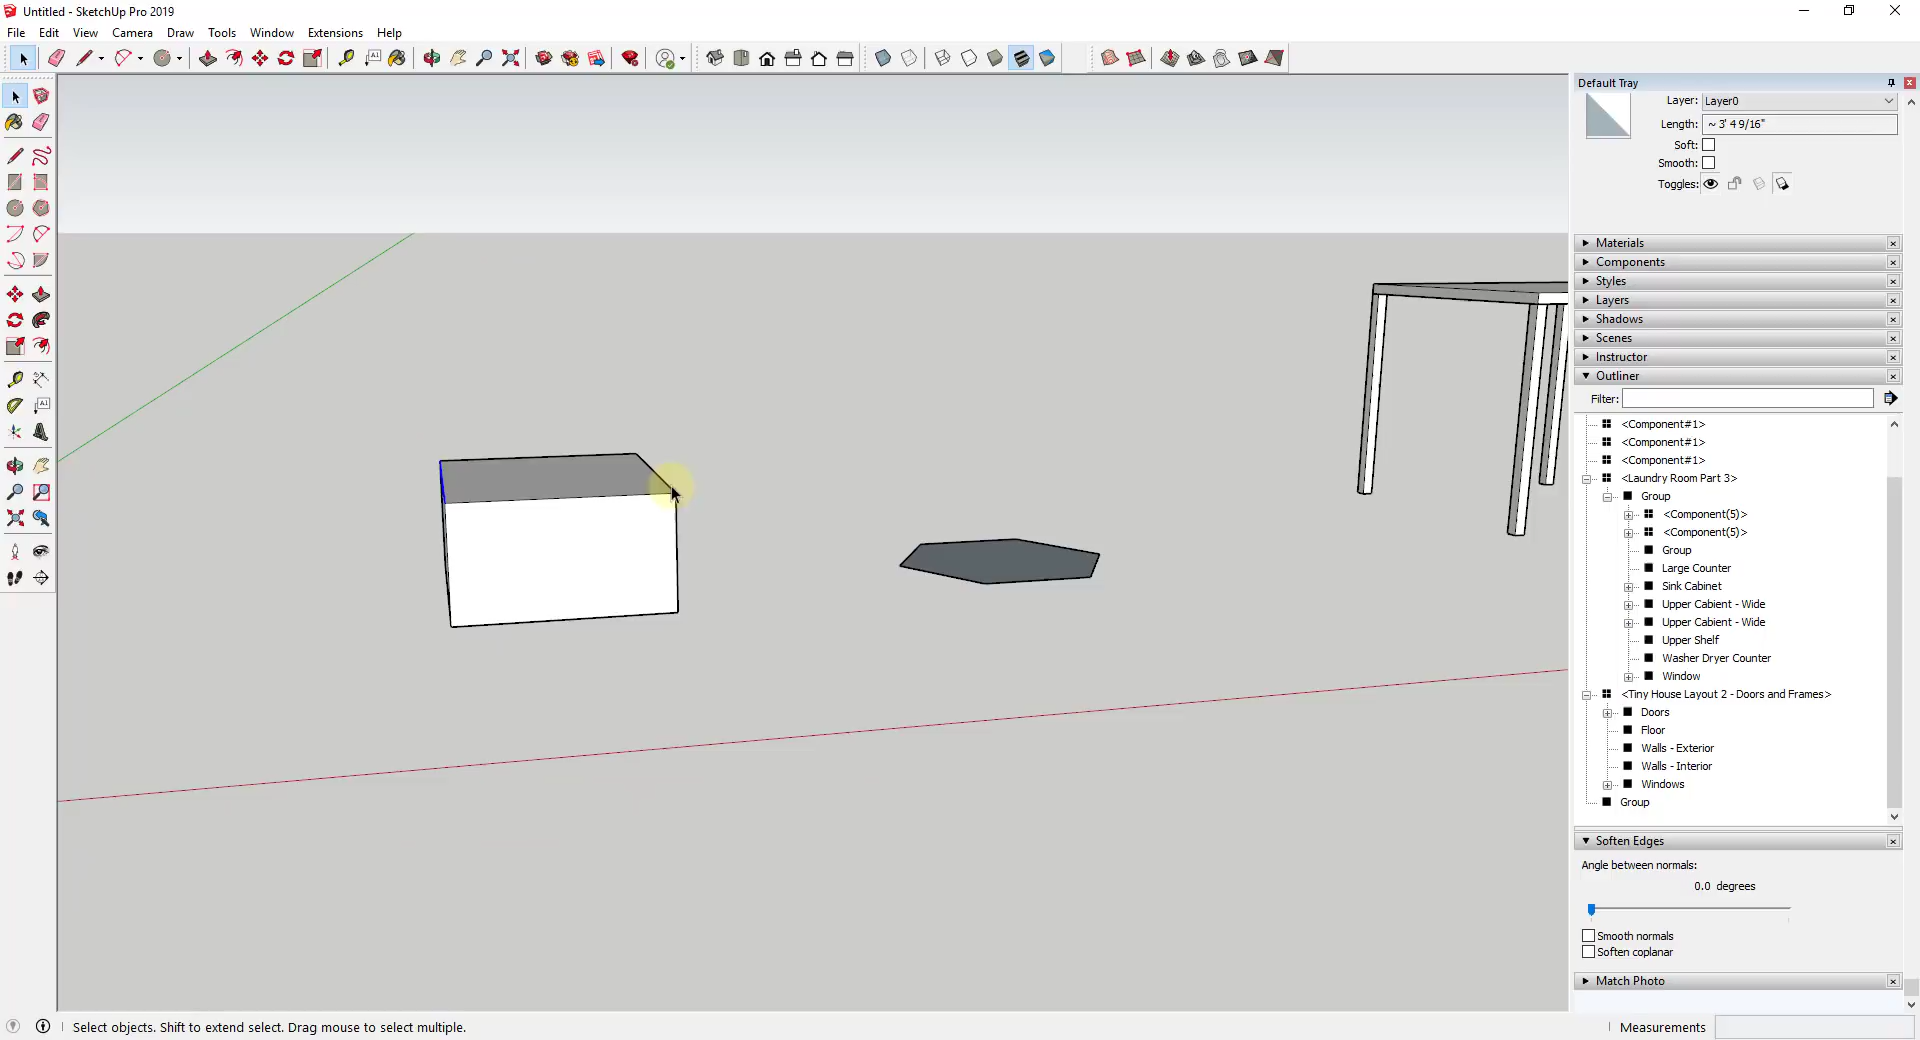 Untitled - SketchUp Pro 2019
File Edit View Camera Draw Tools Window Extensions Help
Default Tray
Layer: Layer0
Length: ~ 3' 4 9/16"
Soft:
Smooth:
Toggles:
Materials
Components
Styles
Layers
Shadows
Scenes
Instructor
Outliner
Filter:
<Component#1>
<Component#1>
<Component#1>
<Laundry Room Part 3>
Group
<Component(5)>
<Component(5)>
Group
Large Counter
Sink Cabinet
Upper Cabient - Wide
Upper Cabient - Wide
Upper Shelf
Washer Dryer Counter
Window
<Tiny House Layout 2 - Doors and Frames>
Doors
Floor
Walls - Exterior
Walls - Interior
Windows
Group
Soften Edges
Angle between normals:
0.0 degrees
Smooth normals
Soften coplanar
Match Photo
Select objects. Shift to extend select. Drag mouse to select multiple.
Measurements